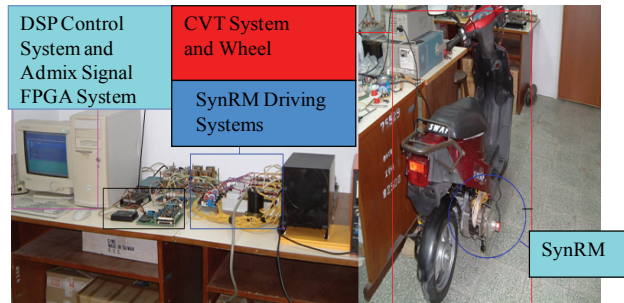 DSP Control
System and
Admix Signal
FPGA System
CVT System
and Wheel
SynRM Driving
Systems
SynRM